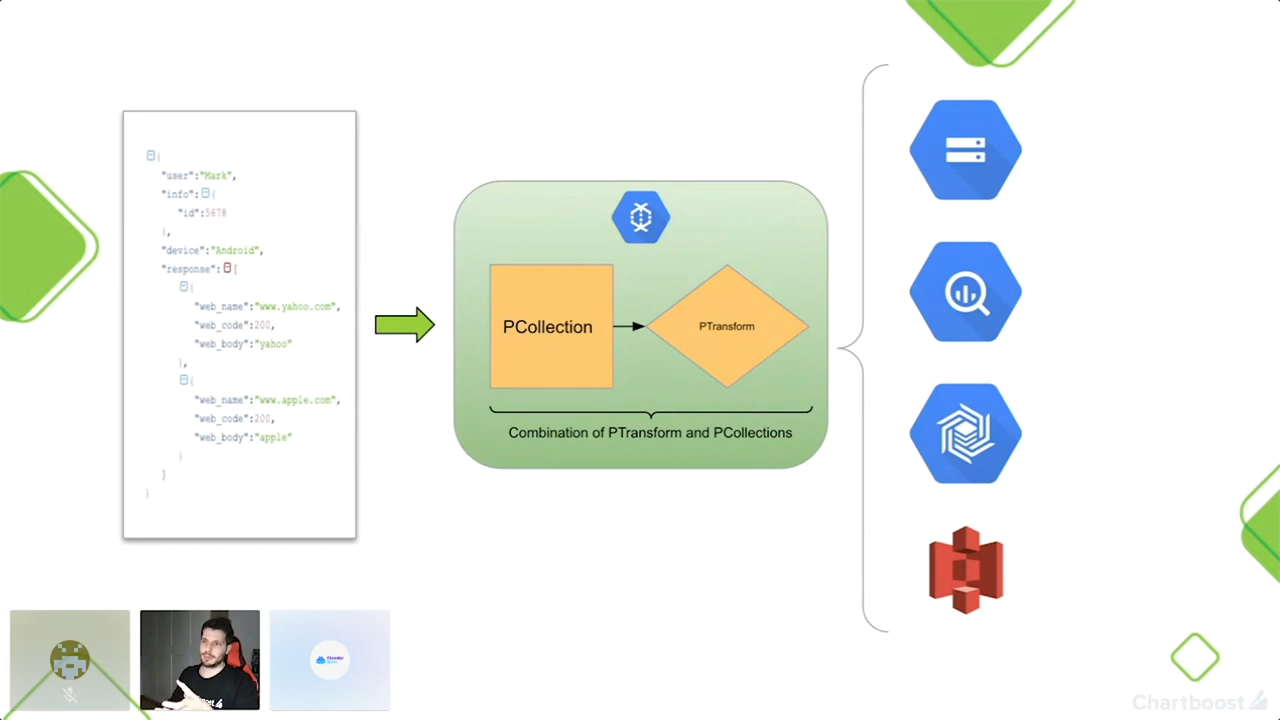 {
"user":"Mark",
"info":{
"id":5678
},
"device":"Android",
"response":[
{
"web_name":"www.yahoo.com",
"web_code":200,
"web_body":"yahoo"
},
{
"web_name":"www.apple.com",
"web_code":200,
"web_body":"apple"
}
]
}
PCollection
PTransform
Combination of PTransform and PCollections
Chartboost